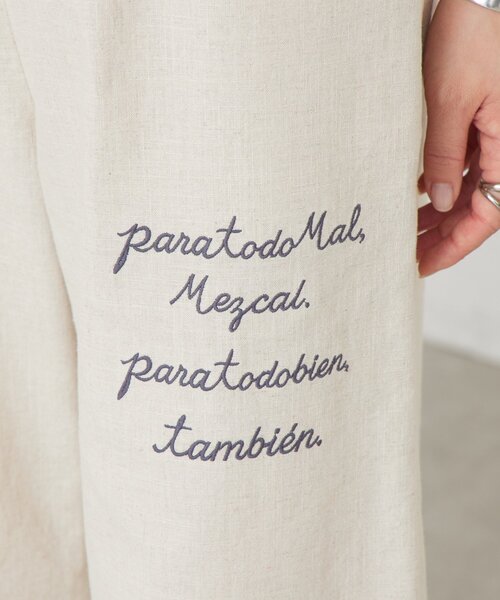 paratodoMal,
Mezcal.
paratodobien,
también.